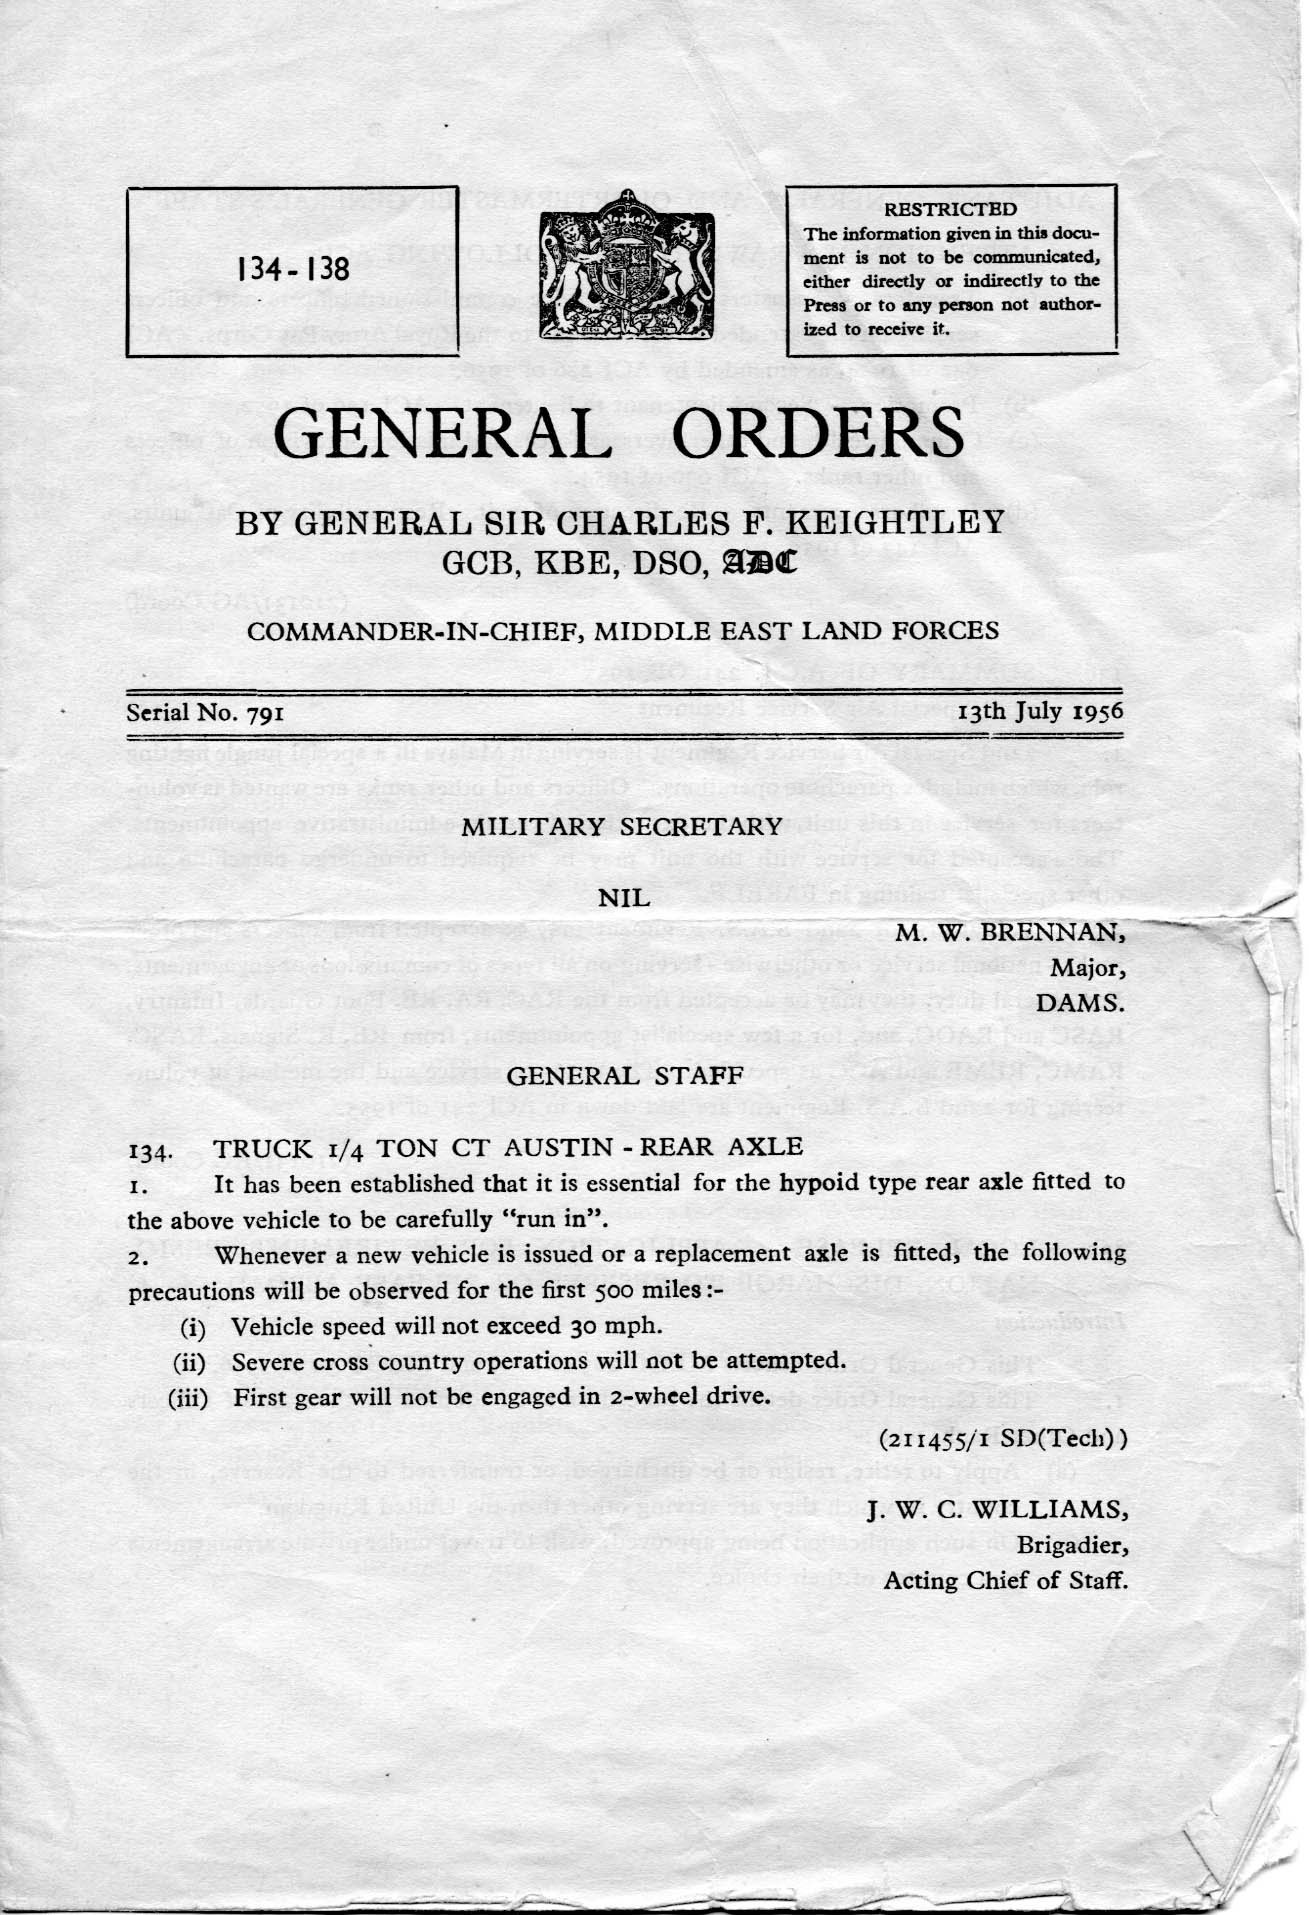 134-138
RESTRICTED
The information given in this docu-
ment is not to be communicated,
either directly or indirectly to the
Press or to any person not author-
ized to receive it.
GENERAL ORDERS
BY GENERAL SIR CHARLES F. KEIGHTLEY
GCB, KBE, DSO, ADC
COMMANDER-IN-CHIEF, MIDDLE EAST LAND FORCES
Serial No. 791 13th July 1956
MILITARY SECRETARY
NIL
M. W. BRENNAN,
Major,
DAMS.
GENERAL STAFF
134. TRUCK 1/4 TON CT AUSTIN - REAR AXLE
1. It has been established that it is essential for the hypoid type rear axle fitted to
the above vehicle to be carefully “run in”.
2. Whenever a new vehicle is issued or a replacement axle is fitted, the following
precautions will be observed for the first 500 miles:-
(i) Vehicle speed will not exceed 30 mph.
(ii) Severe cross country operations will not be attempted.
(iii) First gear will not be engaged in 2-wheel drive.
(211455/1 SD(Tech))
J. W. C. WILLIAMS,
Brigadier,
Acting Chief of Staff.